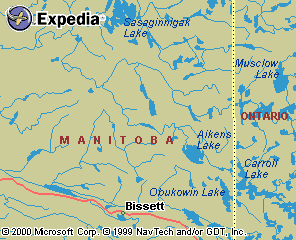 Expedia
Sasaginnigak
Lake
Musclow
Lake
ONTARIO
MANITOBA
Aikens
Lake
Carroll
Lake
Obukowin Lake
Bissett
© 2000 Microsoft Corp. © 1999 NavTech and/or GDT, Inc.